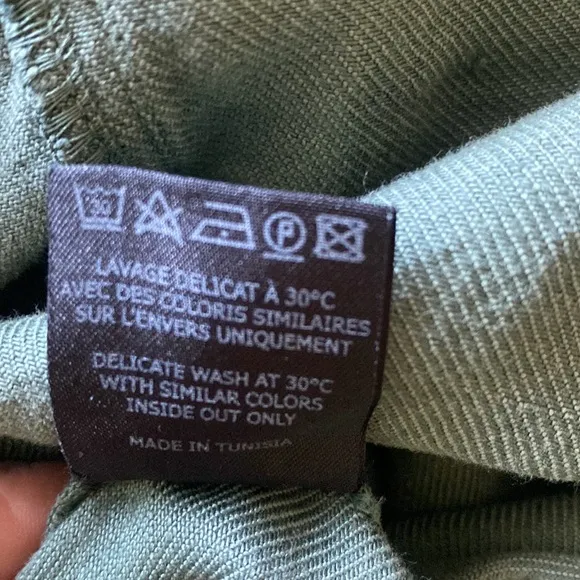 30
P
LAVAGE DELICAT À 30°C
AVEC DES COLORIS SIMILAIRES
SUR L'ENVERS UNIQUEMENT
DELICATE WASH AT 30°C
WITH SIMILAR COLORS
INSIDE OUT ONLY
MADE IN TUNISIA